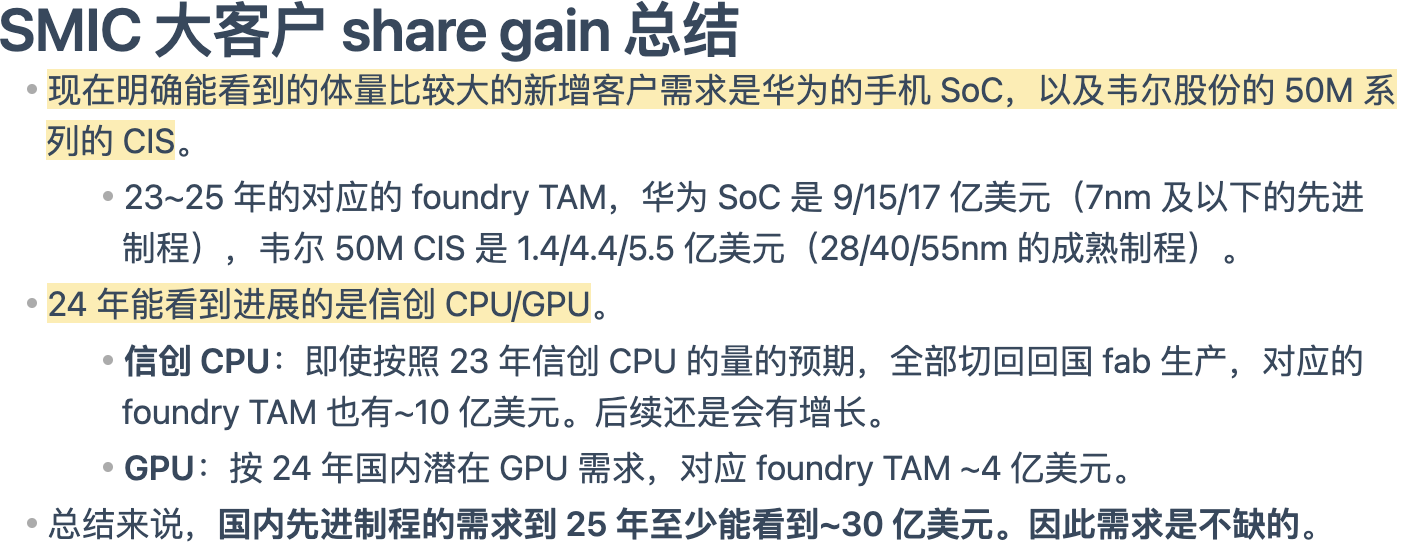 SMIC 大客户 share gain 总结
现在明确能看到的体量比较大的新增客户需求是华为的手机 SoC，以及韦尔股份的 50M 系
列的 CIS。
23~25 年的对应的 foundry TAM，华为 SoC 是 9/15/17 亿美元（7nm 及以下的先进
制程），韦尔 50M CIS 是 1.4/4.4/5.5 亿美元（28/40/55nm 的成熟制程）。
24 年能看到进展的是信创 CPU/GPU。
信创 CPU：即使按照 23 年信创 CPU 的量的预期，全部切回回国 fab 生产，对应的
foundry TAM 也有~10 亿美元。后续还是会有增长。
GPU：按 24 年国内潜在 GPU 需求，对应 foundry TAM ~4 亿美元。
总结来说，国内先进制程的需求到 25 年至少能看到~30 亿美元。因此需求是不缺的。